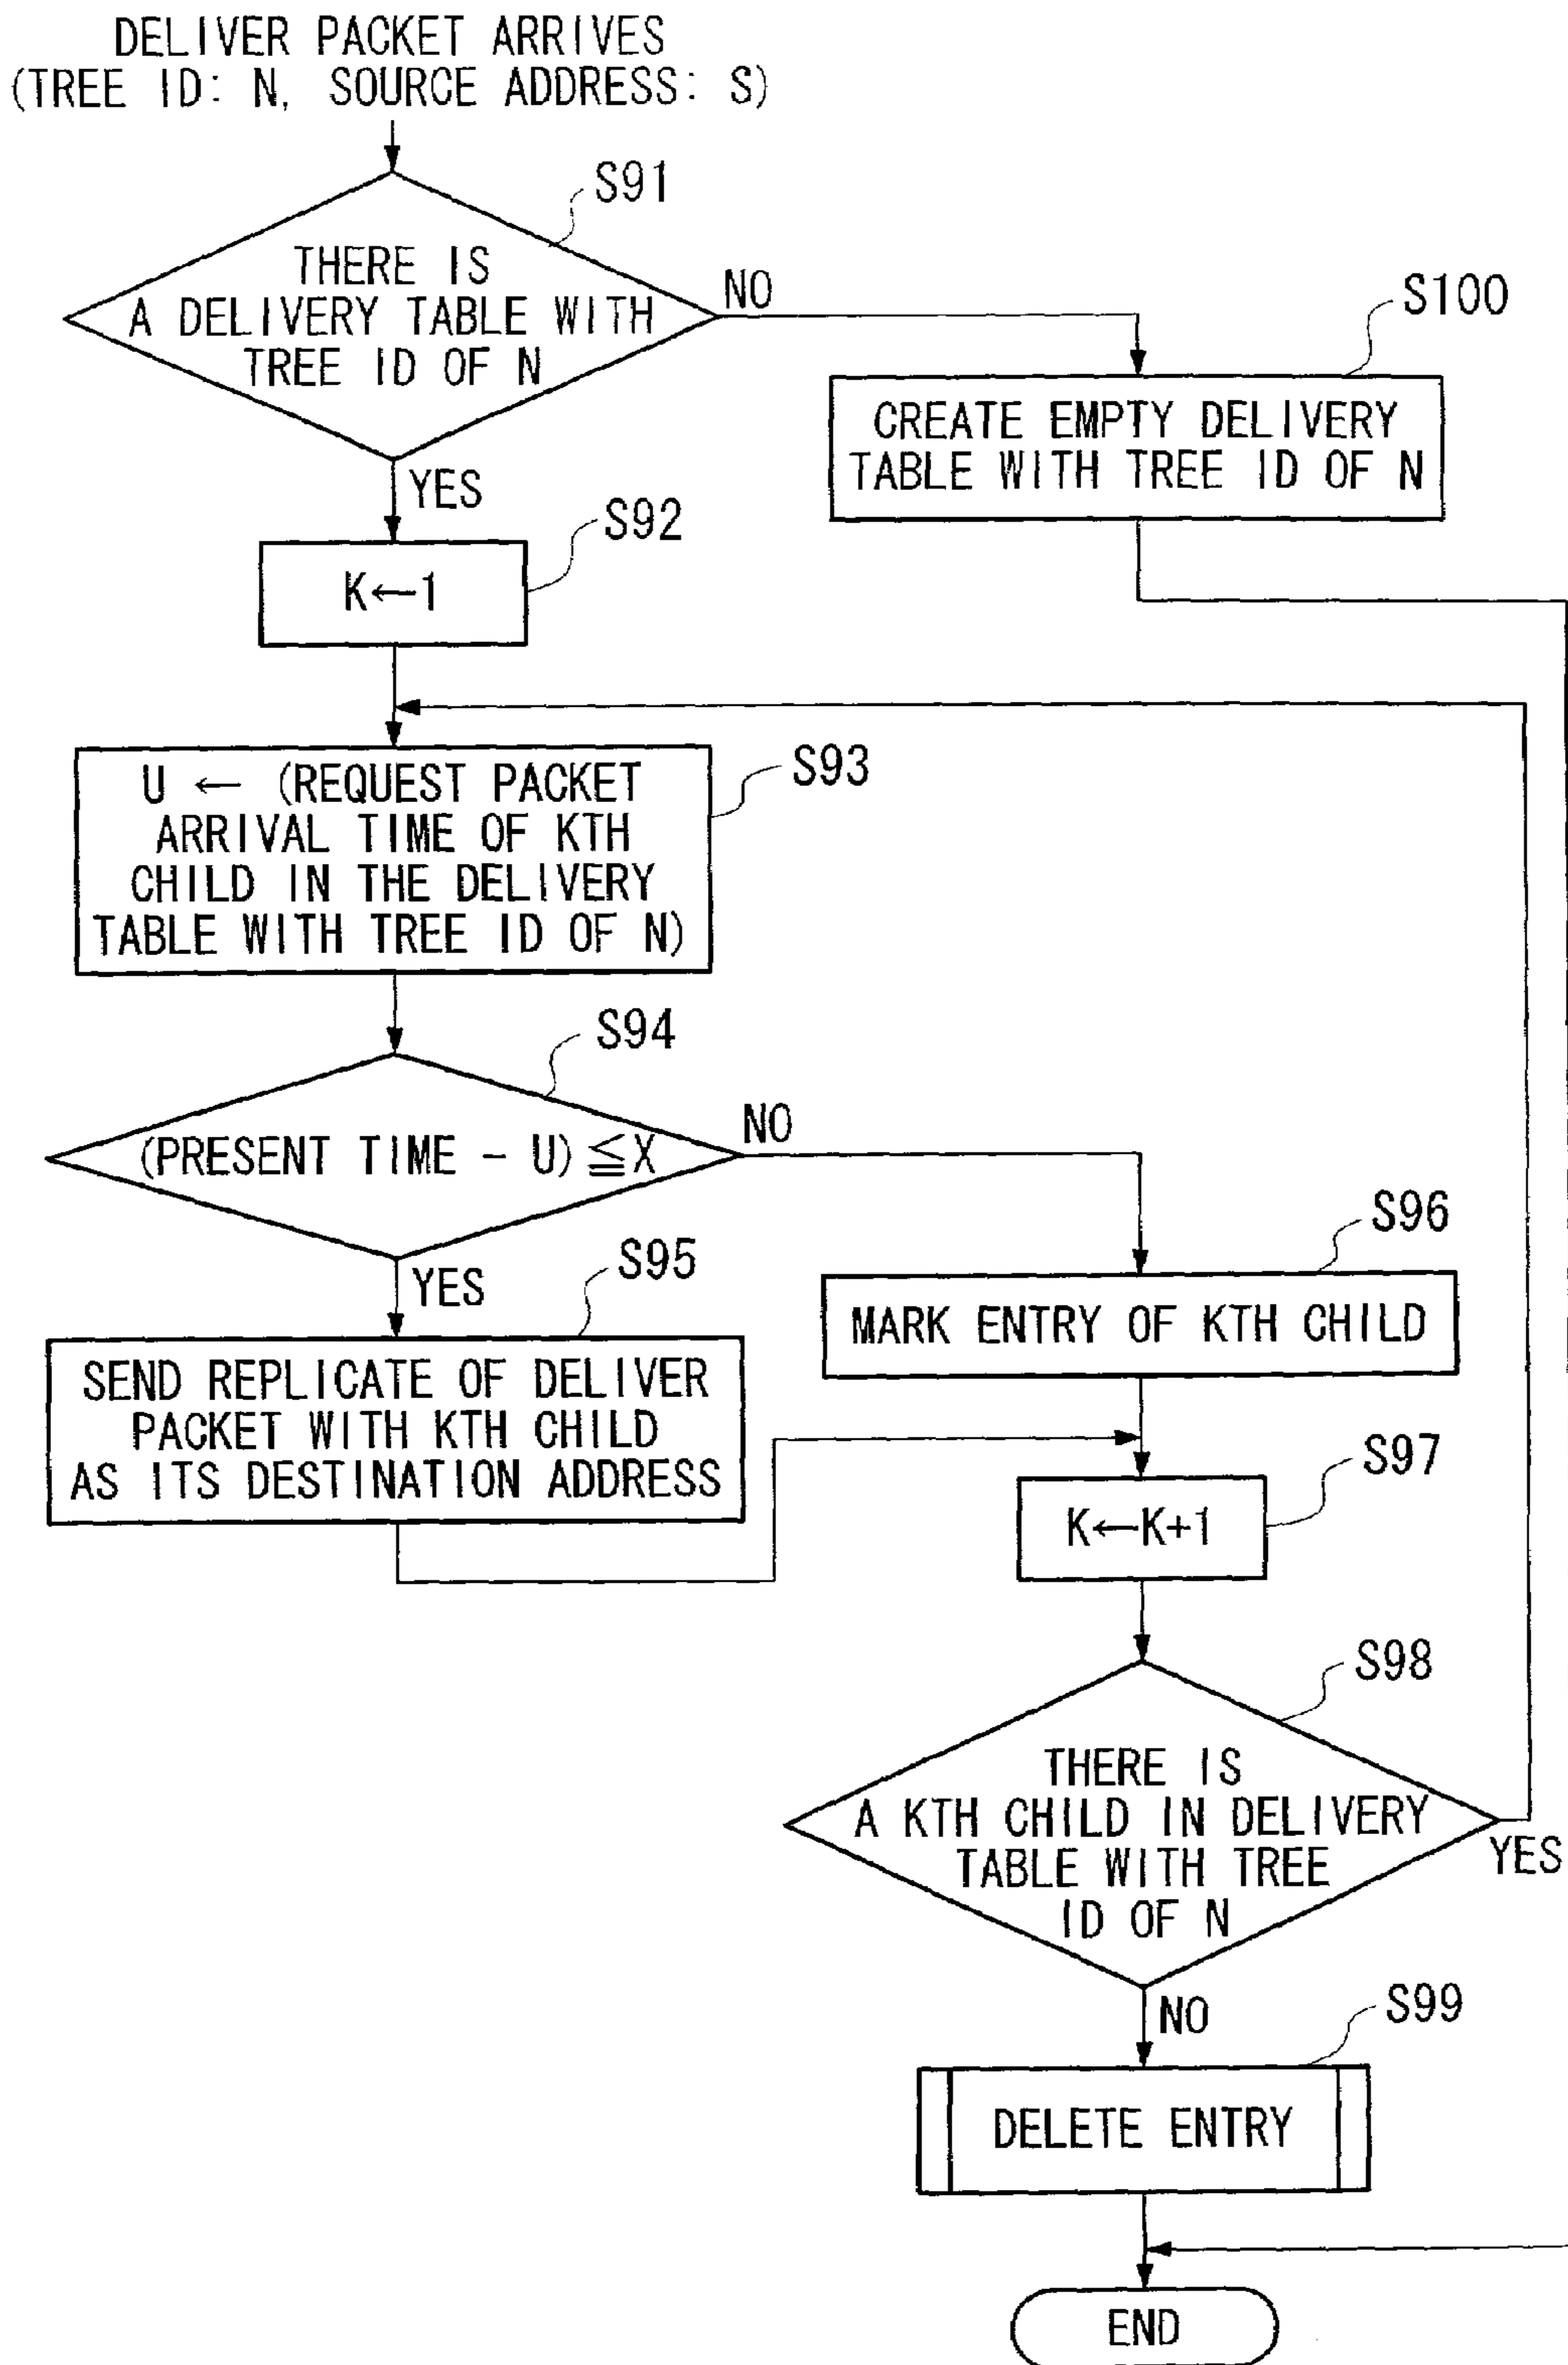 DELIVER PACKET ARRIVES
(TREE ID: N, SOURCE ADDRESS: S)
S91
THERE IS
A DELIVERY TABLE WITH
TREE ID OF N
NO
YES
S100
CREATE EMPTY DELIVERY
TABLE WITH TREE ID OF N
S92
K←1
S93
U ← (REQUEST PACKET
ARRIVAL TIME OF KTH
CHILD IN THE DELIVERY
TABLE WITH TREE ID OF N)
S94
(PRESENT TIME - U) ≦X
NO
YES
S95
SEND REPLICATE OF DELIVER
PACKET WITH KTH CHILD
AS ITS DESTINATION ADDRESS
S96
MARK ENTRY OF KTH CHILD
S97
K←K+1
S98
THERE IS
A KTH CHILD IN DELIVERY
TABLE WITH TREE
ID OF N
YES
NO
S99
DELETE ENTRY
END